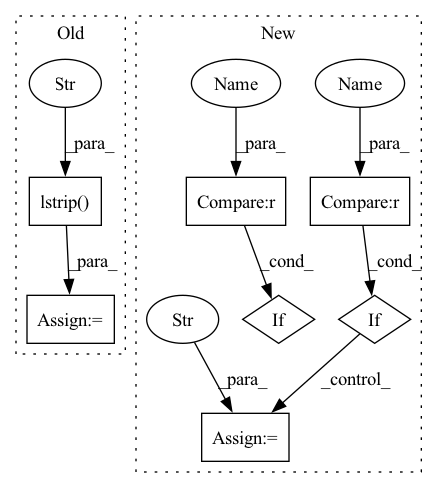 Old
New
Str
Name
Name
_para_
_para_
_para_
lstrip()
Compare:r
Compare:r
_para_
_cond_
_cond_
Assign:=
Str
If
If
_para_
_control_
Assign:=